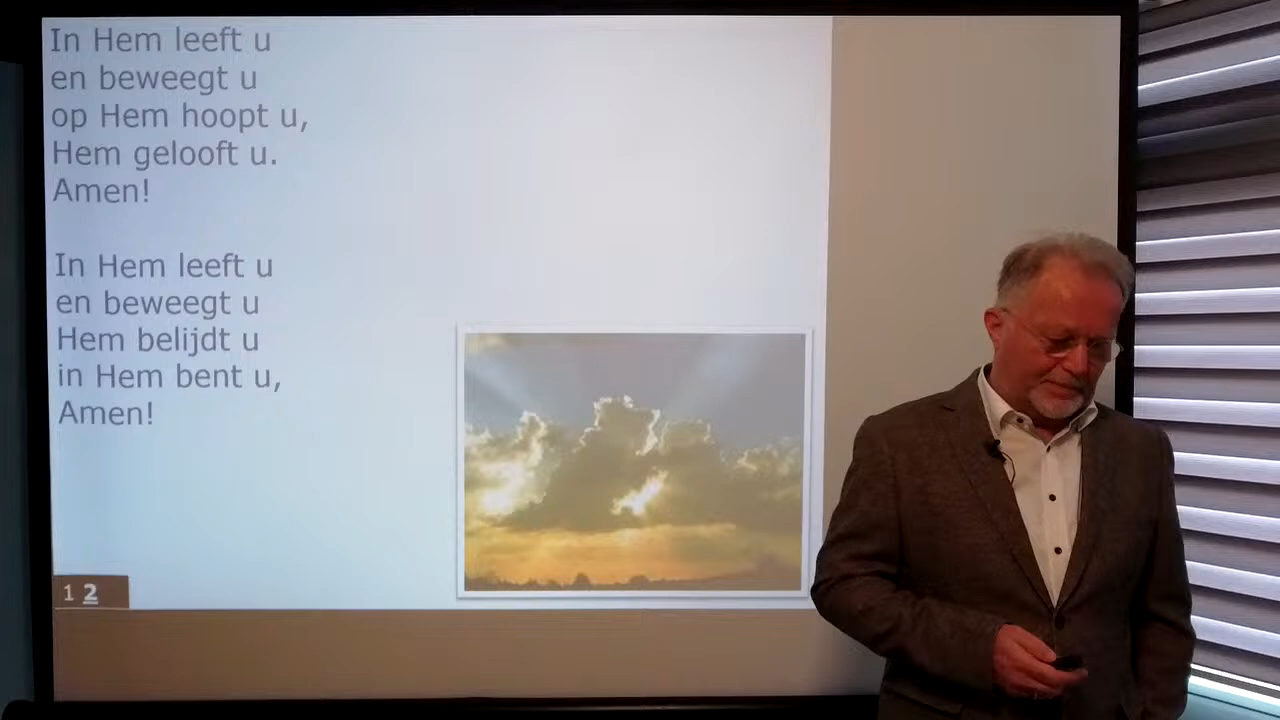 In Hem leeft u
en beweegt u
op Hem hoopt u,
Hem gelooft u.
Amen!
In Hem leeft u
en beweegt u
Hem belijdt u
in Hem bent u,
Amen!
1 2